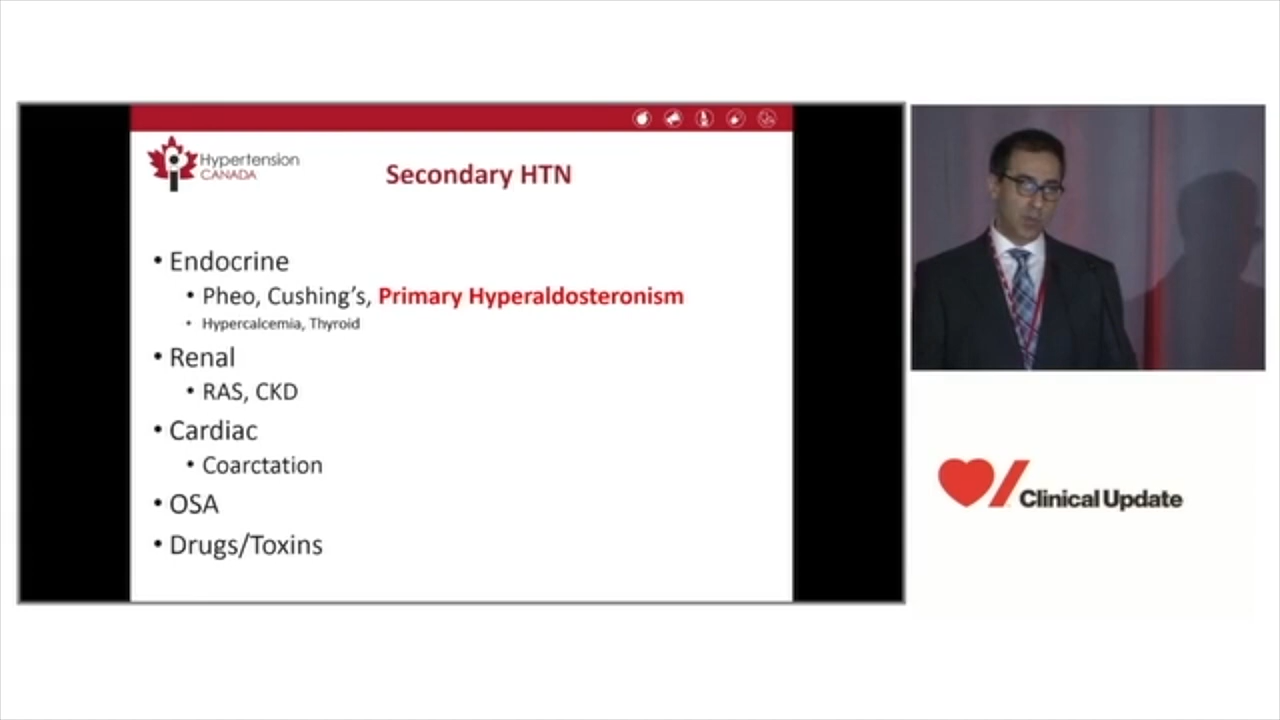 Hypertension
CANADA
Secondary HTN
• Endocrine
• Pheo, Cushing's, Primary Hyperaldosteronism
• Hypercalcemia, Thyroid
• Renal
• RAS, CKD
• Cardiac
• Coarctation
• OSA
• Drugs/Toxins
Clinical Update